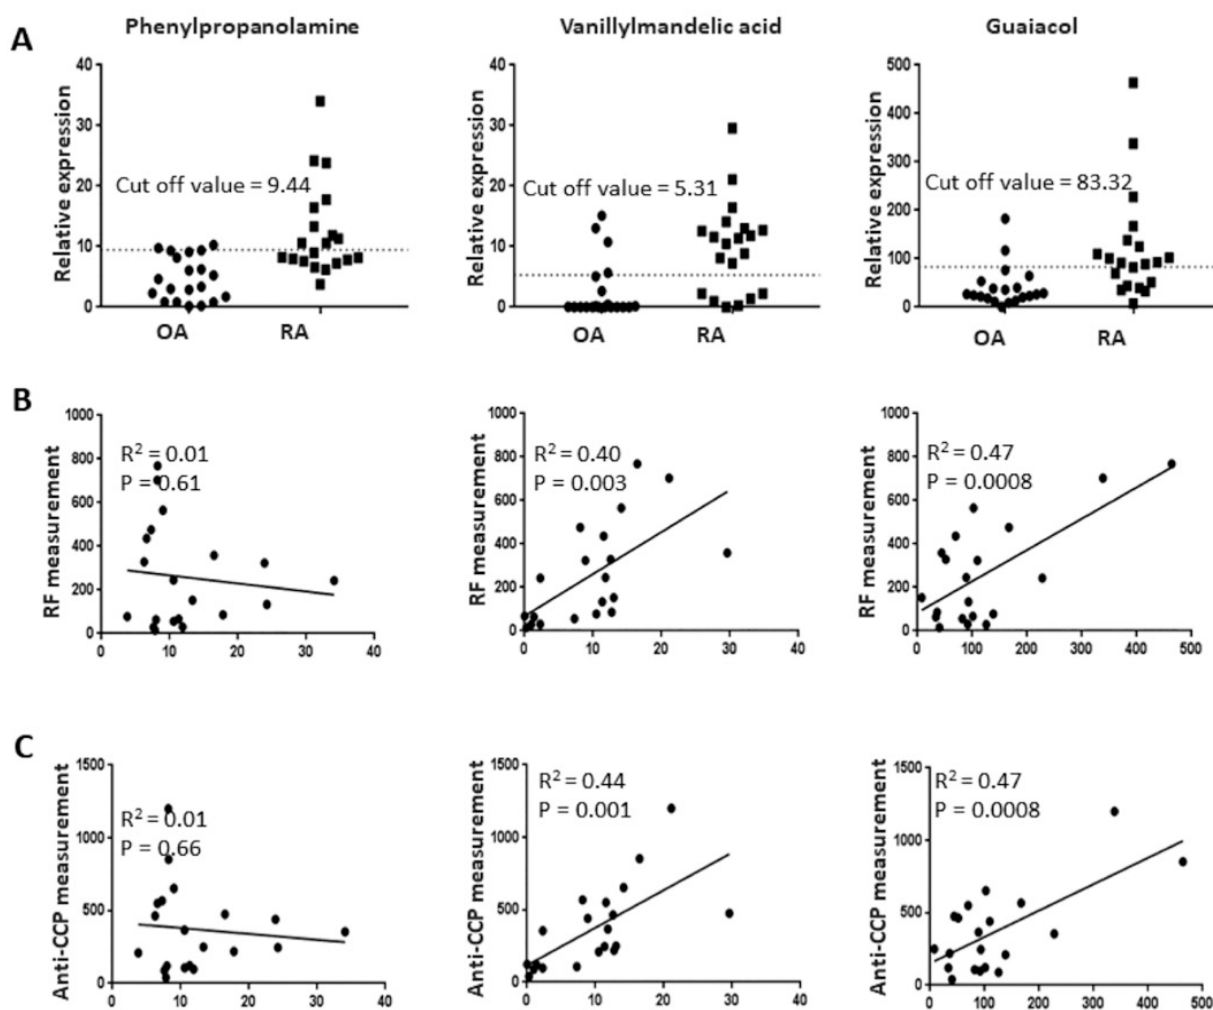 A
Phenylpropanolamine
Vanillylmandelic acid
Guaiacol
Relative expression
40
30
20
10
0
Cut off value = 9.44
OA
RA
Relative expression
40
30
20
10
0
Cut off value = 5.31
OA
RA
Relative expression
500
400
300
200
100
0
Cut off value = 83.32
OA
RA
B
RF measurement
1000
800
600
400
200
0
R² = 0.01
P = 0.61
0 10 20 30 40
RF measurement
1000
800
600
400
200
0
R² = 0.40
P = 0.003
0 10 20 30 40
RF measurement
1000
800
600
400
200
0
R² = 0.47
P = 0.0008
0 100 200 300 400 500
C
Anti-CCP measurement
1500
1000
500
0
R² = 0.01
P = 0.66
0 10 20 30 40
Anti-CCP measurement
1500
1000
500
0
R² = 0.44
P = 0.001
0 10 20 30 40
Anti-CCP measurement
1500
1000
500
0
R² = 0.47
P = 0.0008
0 100 200 300 400 500